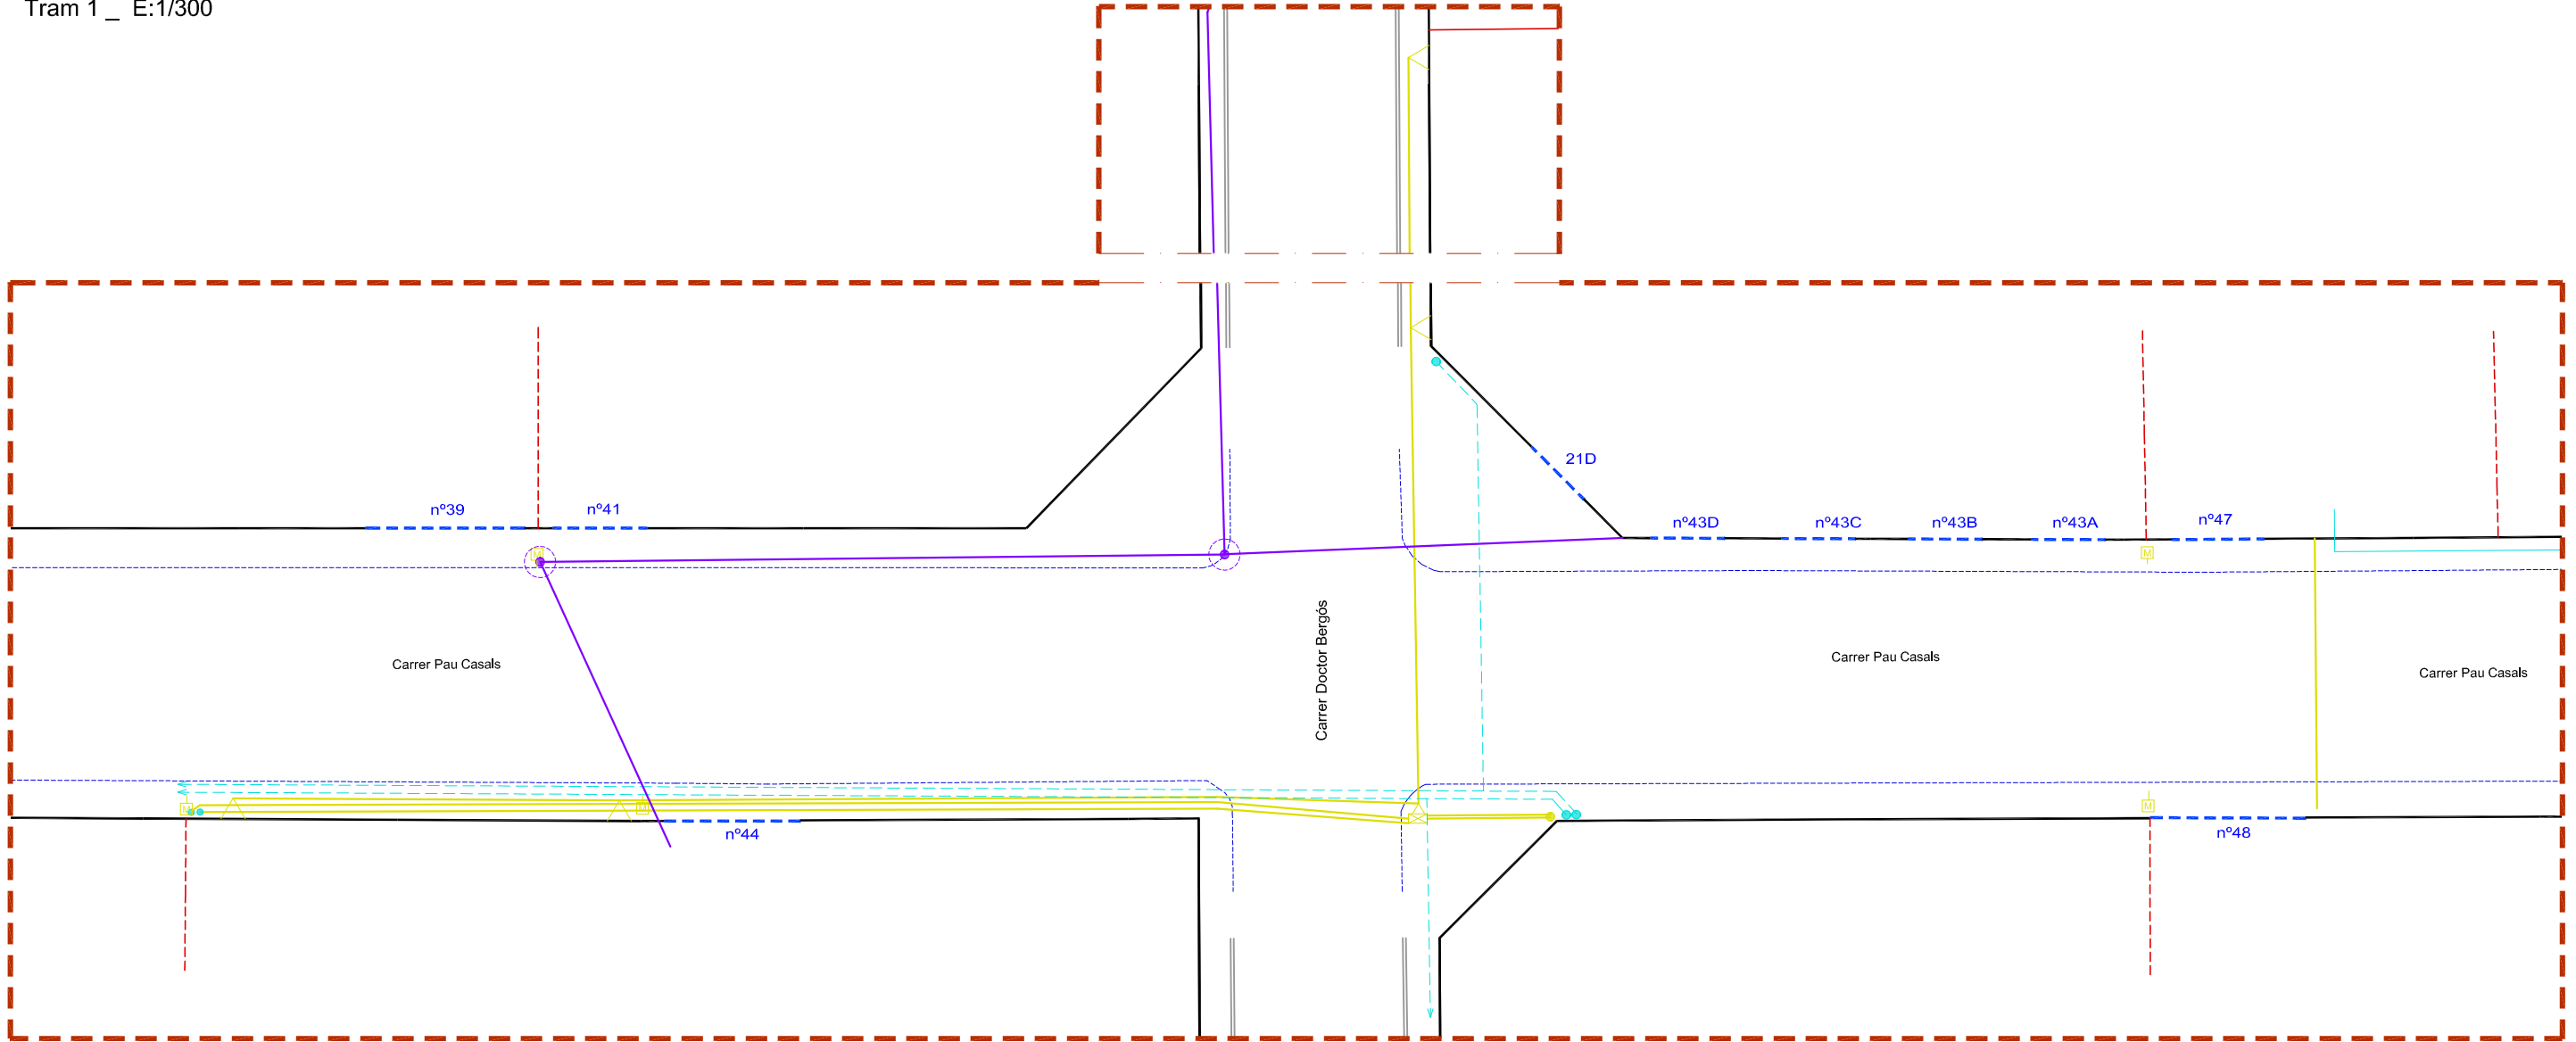 Tram 1 _ E:1/300
21D
nº39
nº41
nº43D
nº43C
nº43B
nº43A
nº47
M
M
Carrer Doctor Bergós
Carrer Pau Casals
Carrer Pau Casals
Carrer Pau Casals
M
M
M
nº44
nº48